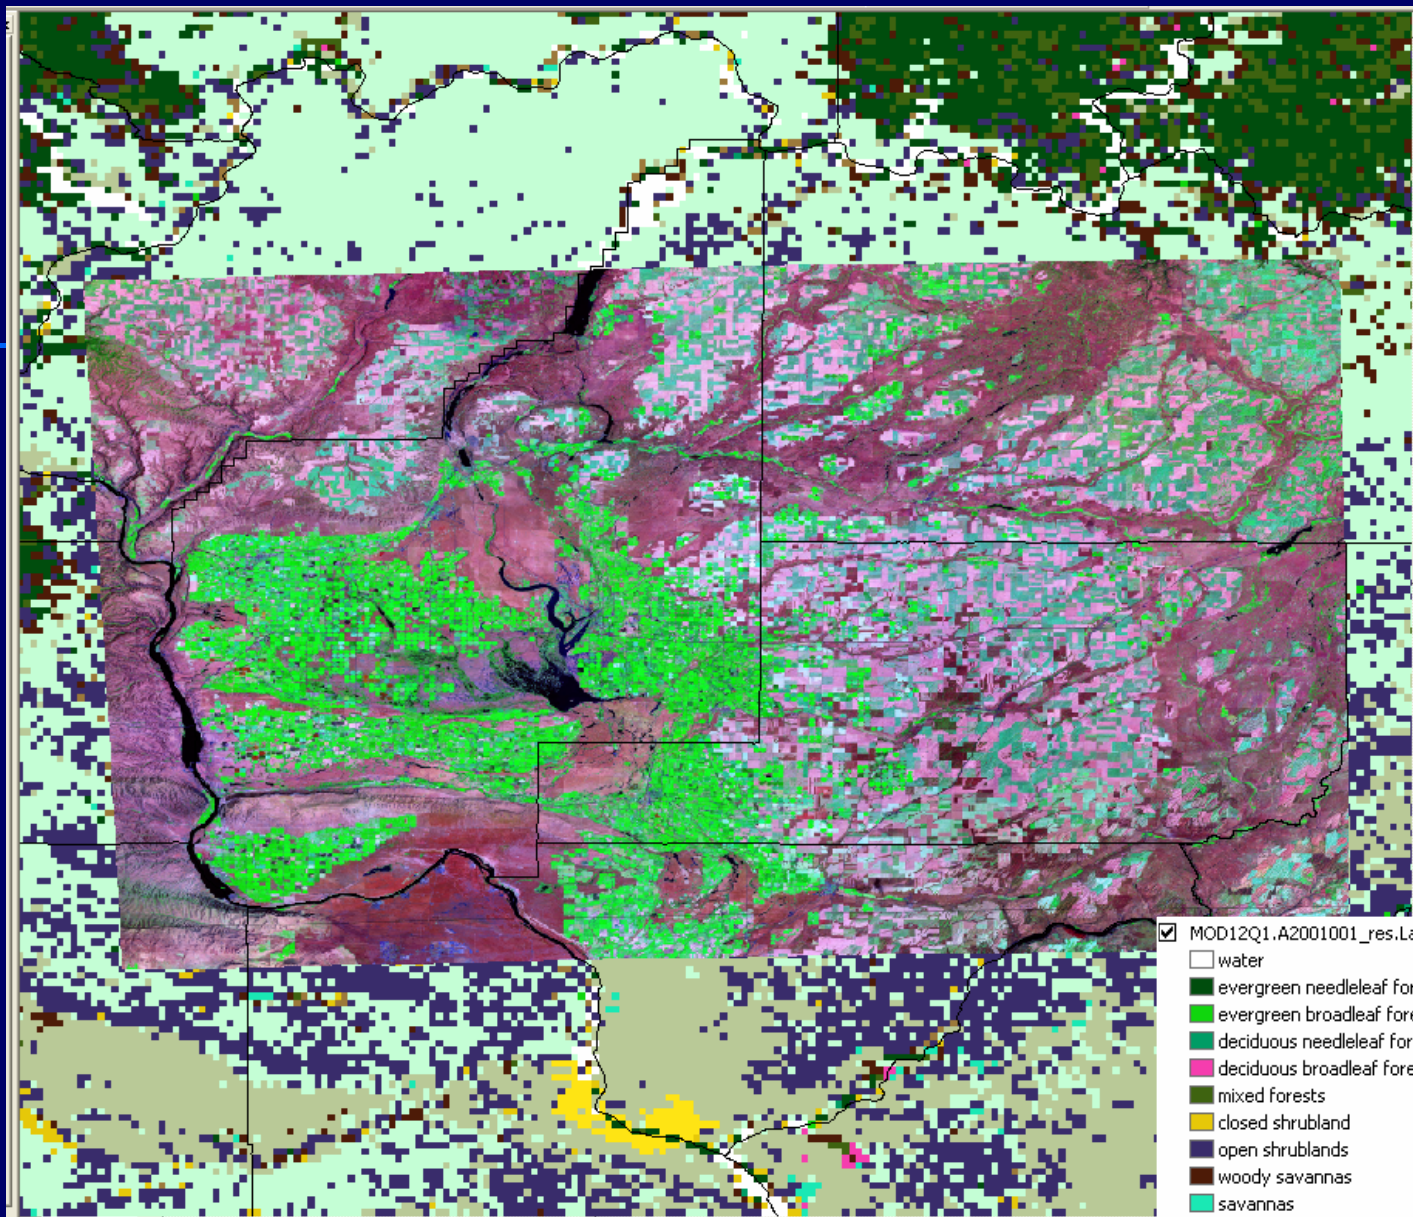 MOD12Q1.A2001001_res.La
water
evergreen needleleaf for
evergreen broadleaf fore
deciduous needleleaf for
deciduous broadleaf fore
mixed forests
closed shrubland
open shrublands
woody savannas
savannas